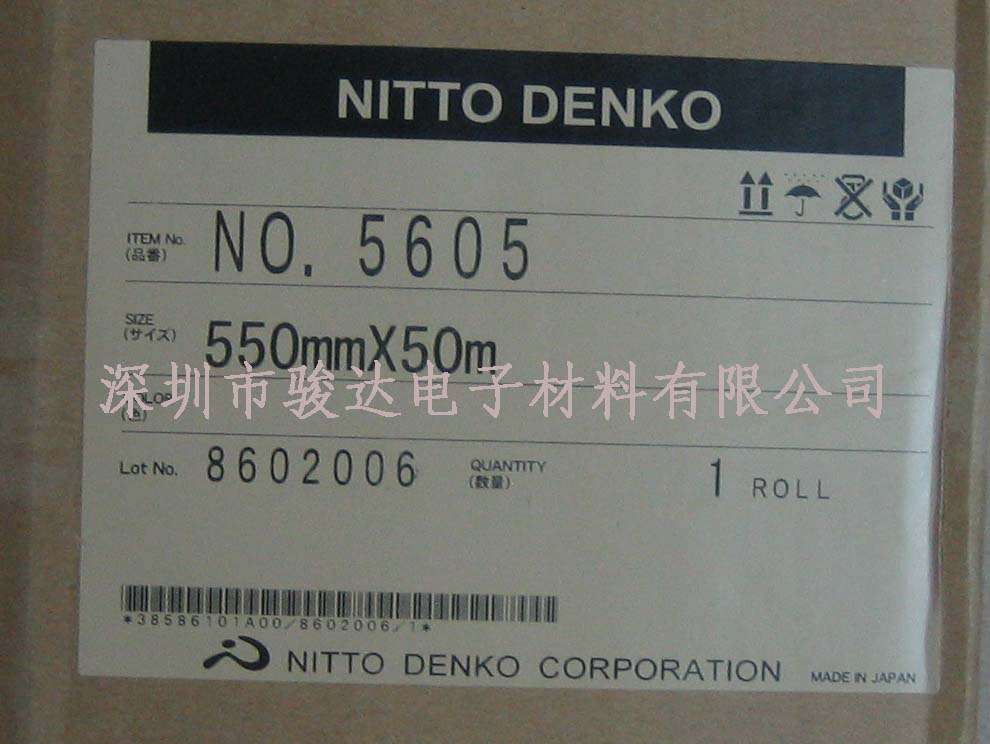 NITTO DENKO
ITEM No. NO. 5605
(品番)
SIZE 550mmX50m
(サイズ)
深圳市骏达电子材料有限公司
COLOR
(色)
Lot No. 8602006 QUANTITY 1 ROLL
(数量)
*38586101A00/8602006/1*
NITTO DENKO CORPORATION MADE IN JAPAN